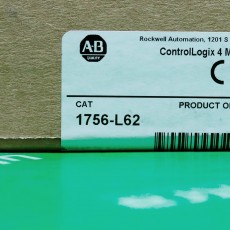 Rockwell Automation, 1201 S
AB
QUALITY
ControlLogix 4 M
C
CAT
PRODUCT O
1756-L62